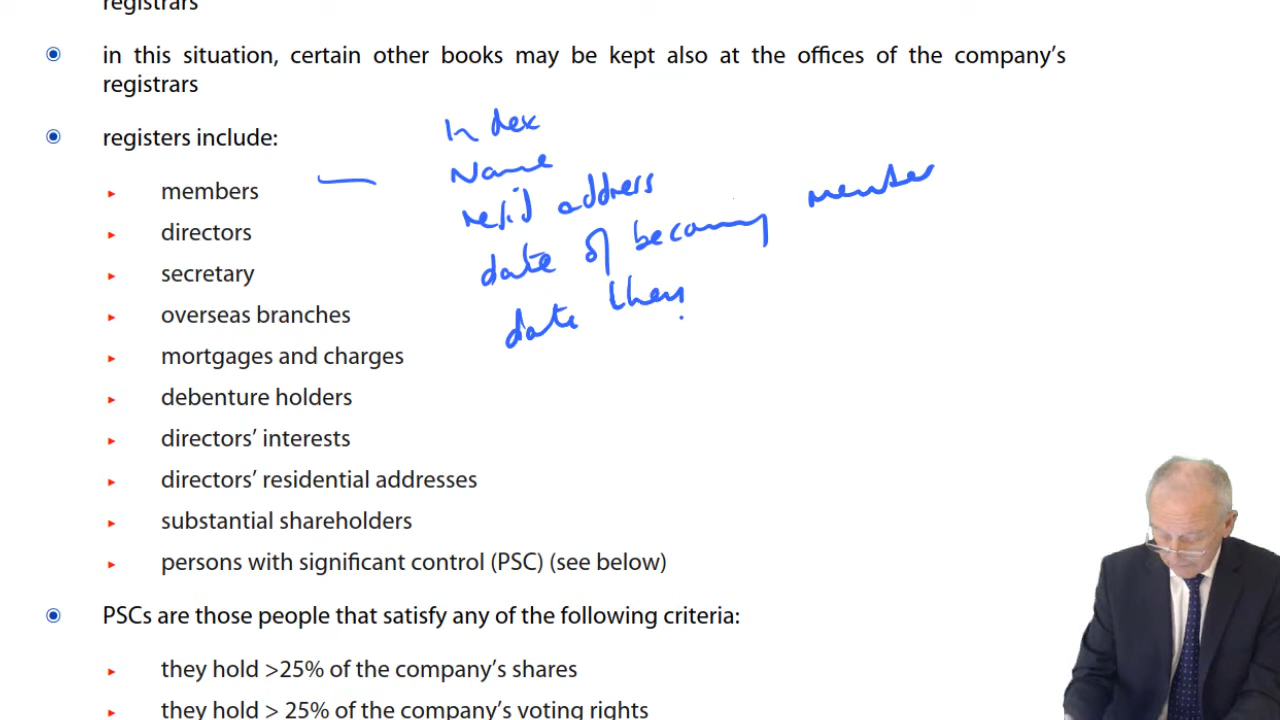 registrars
in this situation, certain other books may be kept also at the offices of the company’s
registrars
registers include:
members
directors
secretary
overseas branches
mortgages and charges
debenture holders
directors’ interests
directors’ residential addresses
substantial shareholders
persons with significant control (PSC) (see below)
PSCs are those people that satisfy any of the following criteria:
they hold >25% of the company’s shares
they hold > 25% of the company’s voting rights
Index
Name
resid address
date of becoming member
date they